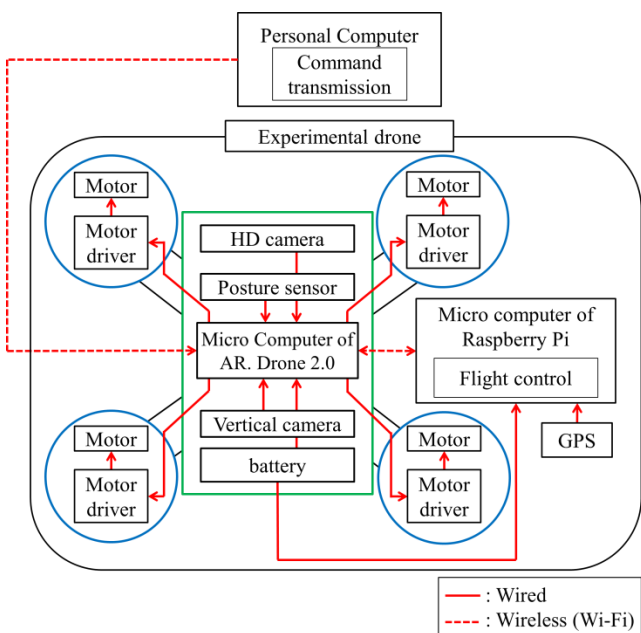 Personal Computer
Command
transmission
Experimental drone
Motor
Motor
driver
Motor
Motor
driver
HD camera
Posture sensor
Micro Computer of
AR. Drone 2.0
Micro computer of
Raspberry Pi
Flight control
GPS
Vertical camera
battery
Motor
Motor
driver
Motor
Motor
driver
: Wired
: Wireless (Wi-Fi)